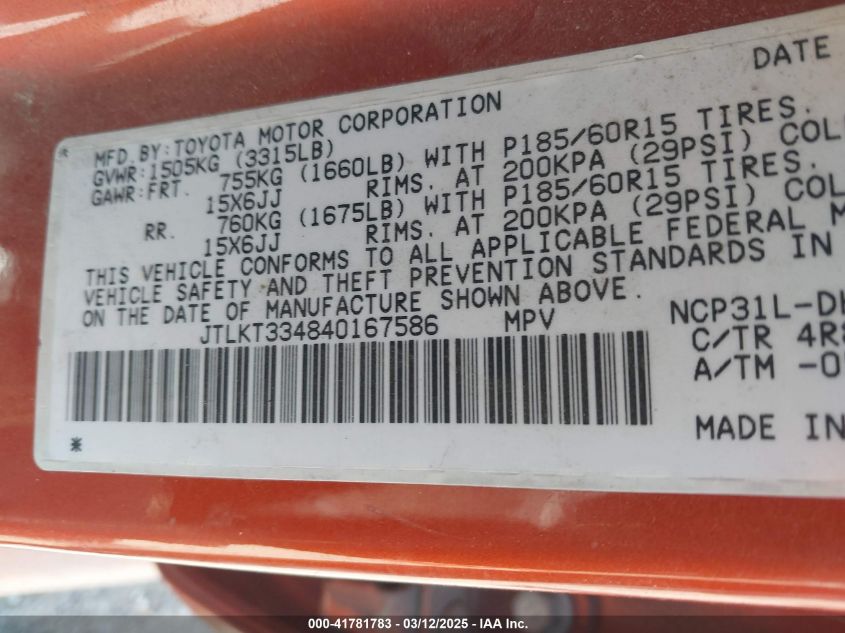 DATE
MFD.BY:TOYOTA MOTOR CORPORATION
GVWR:1505KG (3315LB)
GAWR:FRT. 755KG (1660LB) WITH P185/60R15 TIRES.
15X6JJ RIMS. AT 200KPA (29PSI) COL
RR. 760KG (1675LB) WITH P185/60R15 TIRES.
15X6JJ RIMS. AT 200KPA (29PSI) COL
THIS VEHICLE CONFORMS TO ALL APPLICABLE FEDERAL M
VEHICLE SAFETY AND THEFT PREVENTION STANDARDS IN
ON THE DATE OF MANUFACTURE SHOWN ABOVE.
JTLKT334840167586 MPV NCP31L-D
C/TR 4R8
A/TM -0
MADE IN
000-41781783 - 03/12/2025 - IAA Inc.